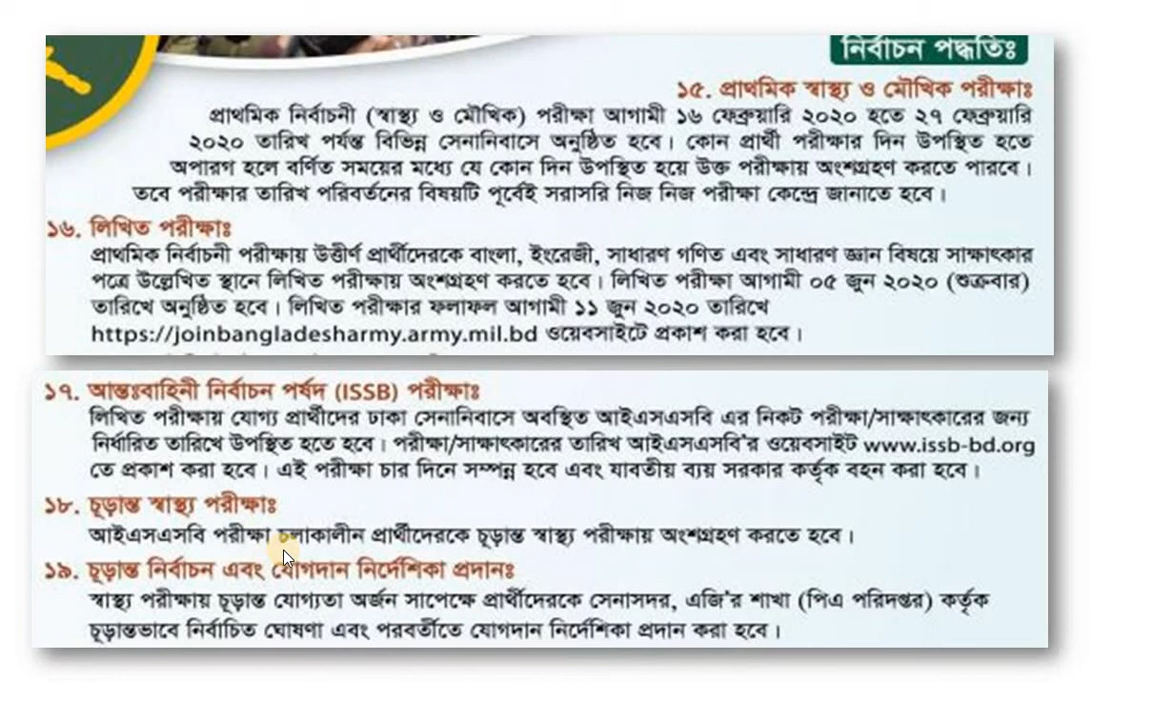 নির্বাচন পদ্ধতিঃ
১৫. প্রাথমিক স্বাস্থ্য ও মৌখিক পরীক্ষাঃ
প্রাথমিক নির্বাচনী (স্বাস্থ্য ও মৌখিক) পরীক্ষা আগামী ১৬ ফেব্রুয়ারি ২০২০ হতে ২৭ ফেব্রুয়ারি
২০২০ তারিখ পর্যন্ত বিভিন্ন সেনানিবাসে অনুষ্ঠিত হবে। কোন প্রার্থী পরীক্ষার দিন উপস্থিত হতে
অপারগ হলে বর্ণিত সময়ের মধ্যে যে কোন দিন উপস্থিত হয়ে উক্ত পরীক্ষায় অংশগ্রহণ করতে পারবে।
তবে পরীক্ষার তারিখ পরিবর্তনের বিষয়টি পূর্বেই সরাসরি নিজ নিজ পরীক্ষা কেন্দ্রে জানাতে হবে।
১৬. লিখিত পরীক্ষাঃ
প্রাথমিক নির্বাচনী পরীক্ষায় উত্তীর্ণ প্রার্থীদেরকে বাংলা, ইংরেজী, সাধারণ গণিত এবং সাধারণ জ্ঞান বিষয়ে সাক্ষাৎকার
পত্রে উল্লেখিত স্থানে লিখিত পরীক্ষায় অংশগ্রহণ করতে হবে। লিখিত পরীক্ষা আগামী ০৫ জুন ২০২০ (শুক্রবার)
তারিখে অনুষ্ঠিত হবে। লিখিত পরীক্ষার ফলাফল আগামী ১১ জুন ২০২০ তারিখে
https://joinbangladesharmy.army.mil.bd ওয়েবসাইটে প্রকাশ করা হবে।
১৭. আন্তঃবাহিনী নির্বাচন পর্ষদ (ISSB) পরীক্ষাঃ
লিখিত পরীক্ষায় যোগ্য প্রার্থীদের ঢাকা সেনানিবাসে অবস্থিত আইএসএসবি এর নিকট পরীক্ষা/সাক্ষাৎকারের জন্য
নির্ধারিত তারিখে উপস্থিত হতে হবে। পরীক্ষা/সাক্ষাৎকারের তারিখ আইএসএসবি'র ওয়েবসাইট www.issb-bd.org
তে প্রকাশ করা হবে। এই পরীক্ষা চার দিনে সম্পন্ন হবে এবং যাবতীয় ব্যয় সরকার কর্তৃক বহন করা হবে।
১৮. চূড়ান্ত স্বাস্থ্য পরীক্ষাঃ
আইএসএসবি পরীক্ষা চলাকালীন প্রার্থীদেরকে চূড়ান্ত স্বাস্থ্য পরীক্ষায় অংশগ্রহণ করতে হবে।
১৯. চূড়ান্ত নির্বাচন এবং যোগদান নির্দেশিকা প্রদানঃ
স্বাস্থ্য পরীক্ষায় চূড়ান্ত যোগ্যতা অর্জন সাপেক্ষে প্রার্থীদেরকে সেনাসদর, এজি'র শাখা (পিএ পরিদপ্তর) কর্তৃক
চূড়ান্তভাবে নির্বাচিত ঘোষণা এবং পরবর্তীতে যোগদান নির্দেশিকা প্রদান করা হবে।